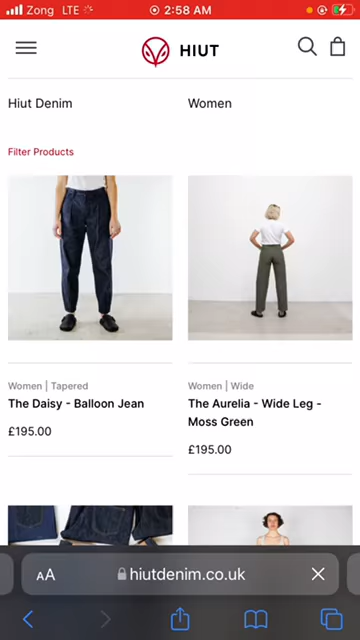 Zong LTE 2:58 AM
HIUT
Hiut Denim
Women
Filter Products
Women | Tapered
The Daisy - Balloon Jean
£195.00
Women | Wide
The Aurelia - Wide Leg -
Moss Green
£195.00
AA hiutdenim.co.uk